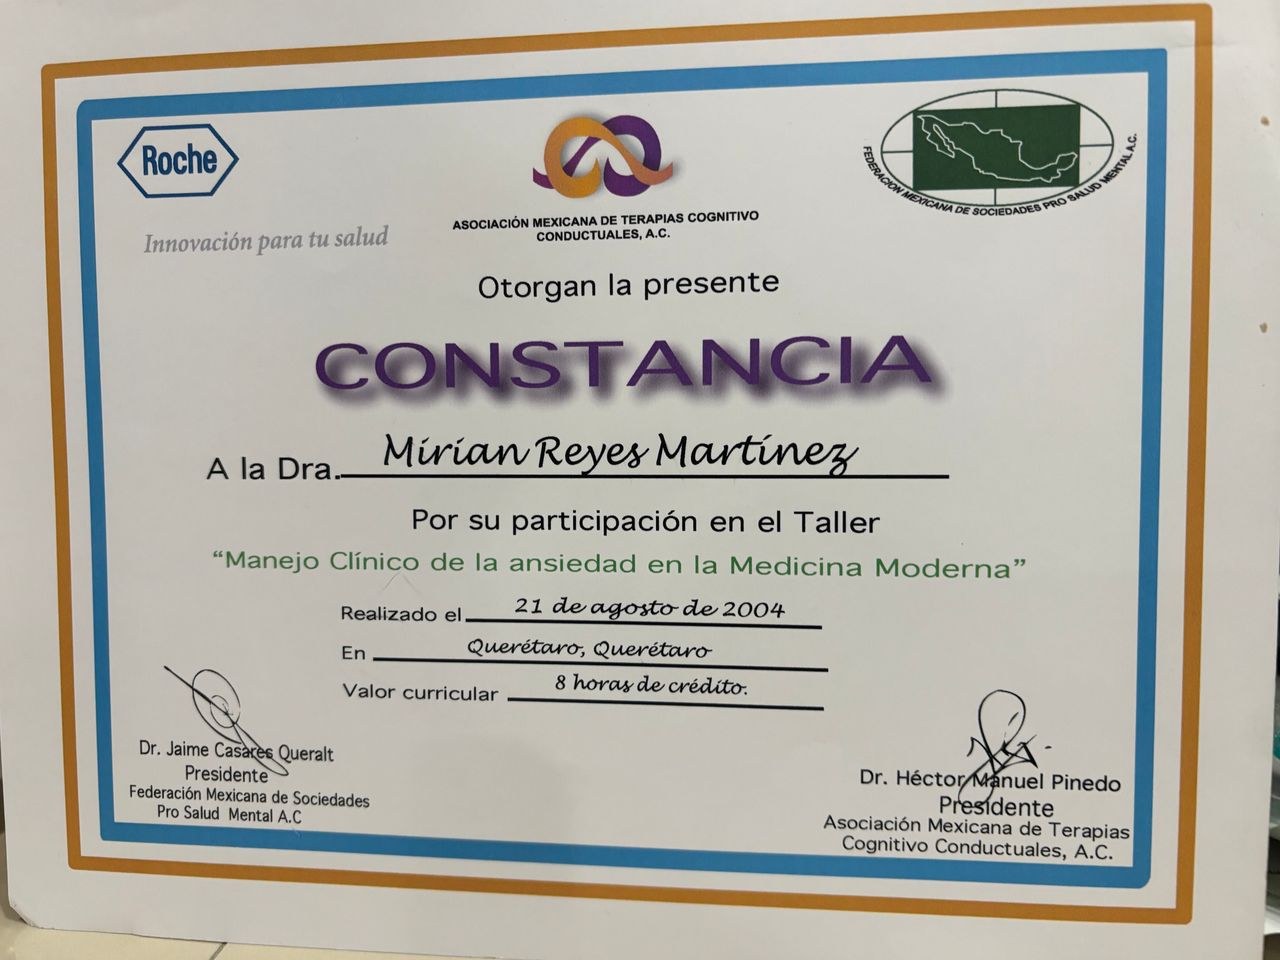 Roche
Innovación para tu salud
ASOCIACIÓN MEXICANA DE TERAPIAS COGNITIVO
CONDUCTUALES, A.C.
FEDERACION MEXICANA DE SOCIEDADES PRO SALUD MENTAL A.C.
Otorgan la presente
CONSTANCIA
A la Dra. Mirian Reyes Martínez
Por su participación en el Taller
“Manejo Clínico de la ansiedad en la Medicina Moderna”
Realizado el 21 de agosto de 2004
En Querétaro, Querétaro
Valor curricular 8 horas de crédito.
Dr. Jaime Casares Queralt
Presidente
Federación Mexicana de Sociedades
Pro Salud Mental A.C
Dr. Héctor Manuel Pinedo
Presidente
Asociación Mexicana de Terapias
Cognitivo Conductuales, A.C.